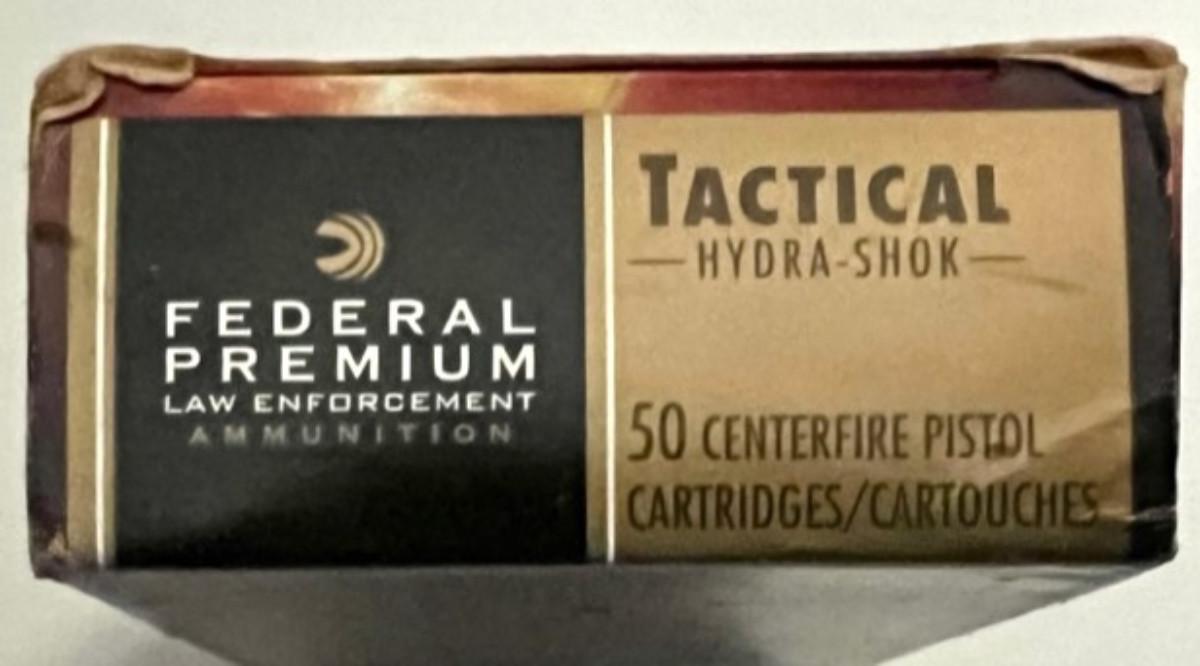 FEDERAL
PREMIUM
LAW ENFORCEMENT
AMMUNITION
TACTICAL
HYDRA-SHOK
50 CENTERFIRE PISTOL
CARTRIDGES/CARTOUCHES